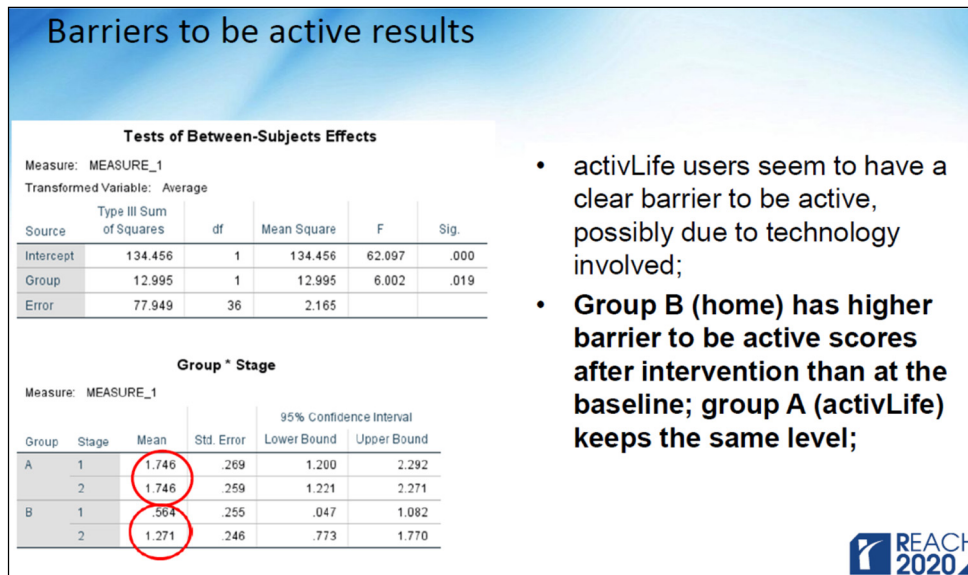 Barriers to be active results
Tests of Between-Subjects Effects
Measure: MEASURE_1
Transformed Variable: Average
Source Type III Sum of Squares df Mean Square F Sig.
Intercept 134.456 1 134.456 62.097 .000
Group 12.995 1 12.995 6.002 .019
Error 77.949 36 2.165
Group * Stage
Measure: MEASURE_1
95% Confidence Interval
Group Stage Mean Std. Error Lower Bound Upper Bound
A 1 1.746 .269 1.200 2.292
2 1.746 .259 1.221 2.271
B 1 .564 .255 .047 1.082
2 1.271 .246 .773 1.770
• activLife users seem to have a
clear barrier to be active,
possibly due to technology
involved;
• Group B (home) has higher
barrier to be active scores
after intervention than at the
baseline; group A (activLife)
keeps the same level;
REACH
2020